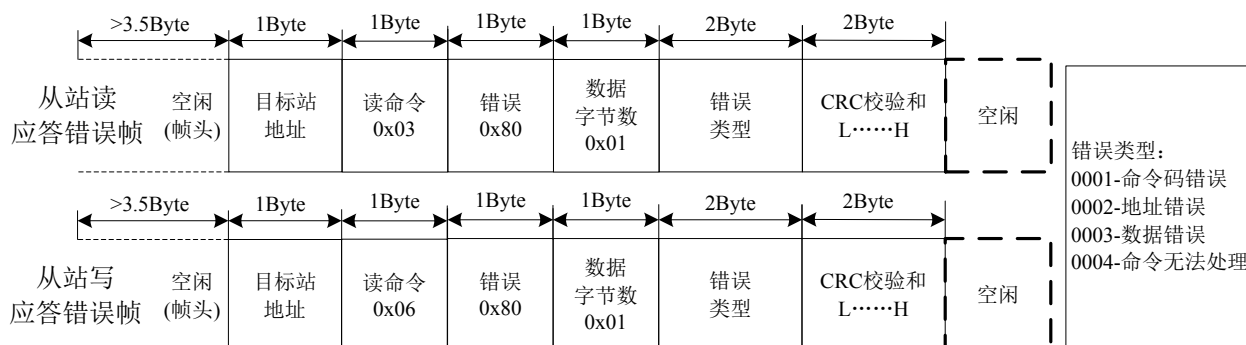 >3.5Byte 1Byte 1Byte 1Byte 1Byte 2Byte 2Byte
从站读
应答错误帧
空闲
(帧头)
目标站
地址
读命令
0x03
错误
0x80
数据
字节数
0x01
错误
类型
CRC校验和
L……H
空闲
>3.5Byte 1Byte 1Byte 1Byte 1Byte 2Byte 2Byte
从站写
应答错误帧
空闲
(帧头)
目标站
地址
读命令
0x06
错误
0x80
数据
字节数
0x01
错误
类型
CRC校验和
L……H
空闲
错误类型：
0001-命令码错误
0002-地址错误
0003-数据错误
0004-命令无法处理